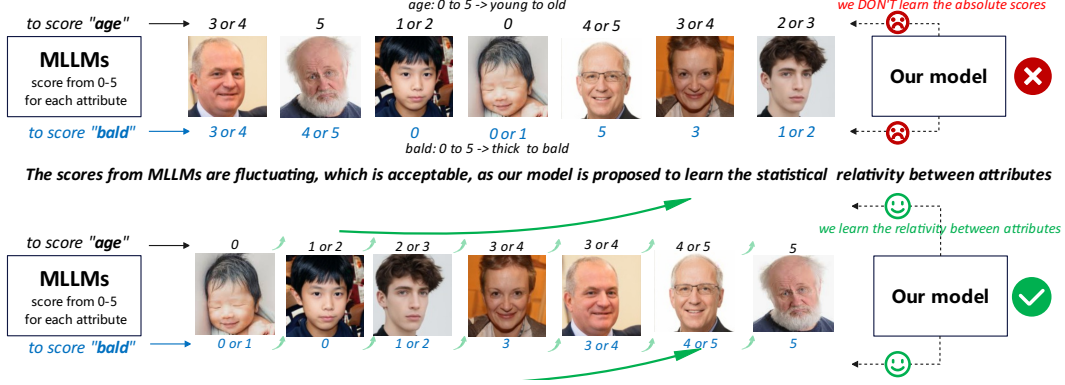 age: 0 to 5 -> young to old
we DON'T learn the absolute scores
to score "age" 3 or 4 5 1 or 2 0 4 or 5 3 or 4 2 or 3
MLLMs
score from 0-5
for each attribute
Our model
to score "bald" 3 or 4 4 or 5 0 0 or 1 5 3 1 or 2
bald: 0 to 5 -> thick to bald
The scores from MLLMs are fluctuating, which is acceptable, as our model is proposed to learn the statistical relativity between attributes
we learn the relativity between attributes
to score "age" 0 1 or 2 2 or 3 3 or 4 3 or 4 4 or 5 5
MLLMs
score from 0-5
for each attribute
Our model
to score "bald" 0 or 1 0 1 or 2 3 3 or 4 4 or 5 5